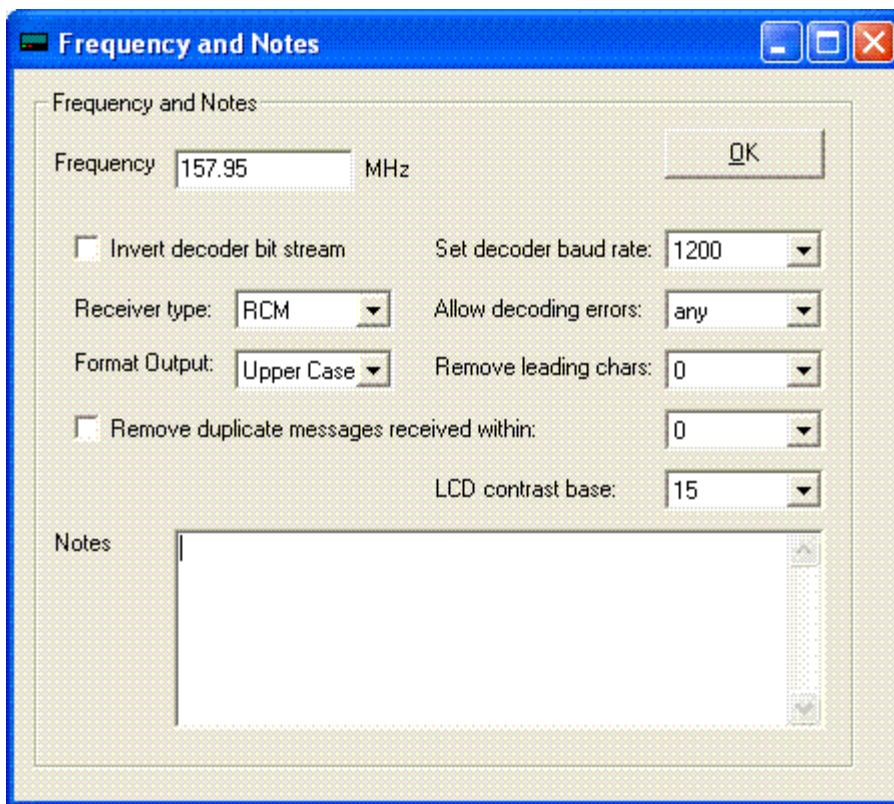 Frequency and Notes
Frequency and Notes
Frequency 157.95 MHz OK
Invert decoder bit stream Set decoder baud rate: 1200
Receiver type: RCM Allow decoding errors: any
Format Output: Upper Case Remove leading chars: 0
Remove duplicate messages received within: 0
LCD contrast base: 15
Notes